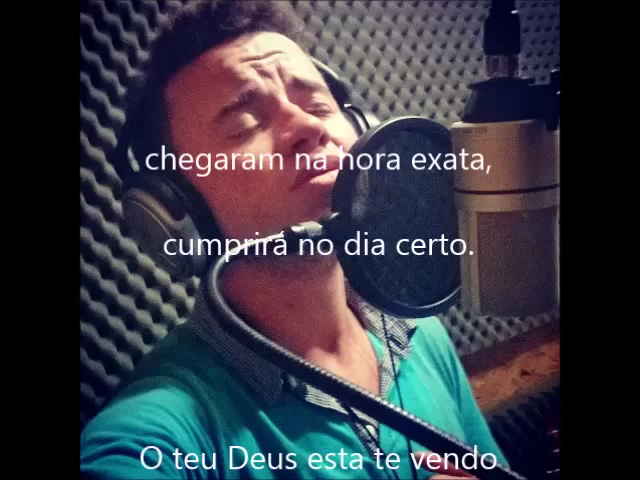 chegaram na hora exata,
cumprirá no dia certo.
O teu Deus esta te vendo